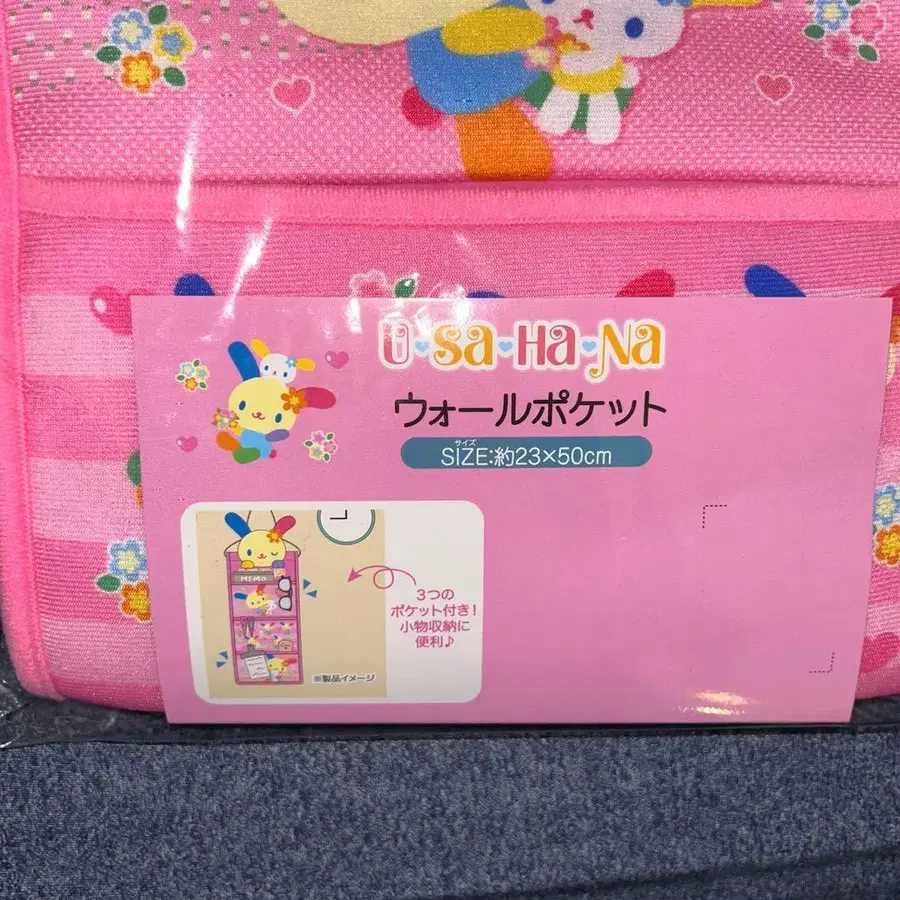 U・Sa・Ha・Na
ウォールポケット
サイズ
SIZE:約23×50cm
MEMO
3つの
ポケット付き!
小物収納に
便利♪
※製品イメージ